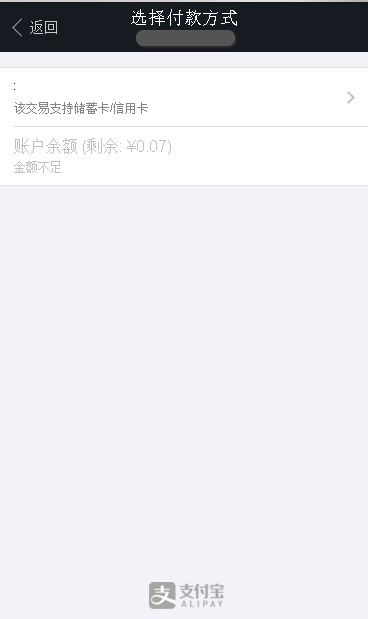 返回
选择付款方式
:
该交易支持储蓄卡/信用卡
账户余额 (剩余: ¥0.07)
金额不足
支 支付宝
ALIPAY